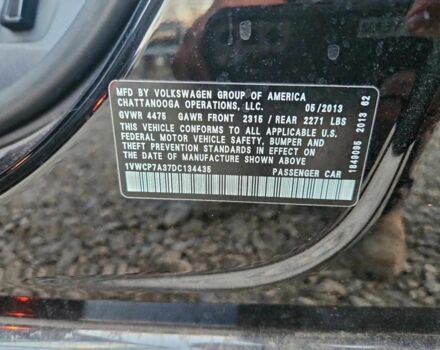 MFD BY VOLKSWAGEN GROUP OF AMERICA
CHATTANOOGA OPERATIONS, LLC. 05/2013
GVWR 4475 GAWR FRONT 2315 / REAR 2271 LBS
THIS VEHICLE CONFORMS TO ALL APPLICABLE U.S.
FEDERAL MOTOR VEHICLE SAFETY, BUMPER AND
THEFT PREVENTION STANDARDS IN EFFECT ON THE
DATE OF MANUFACTURE SHOWN ABOVE
1VWCP7A37DC134435 PASSENGER CAR
1849095 2013 62